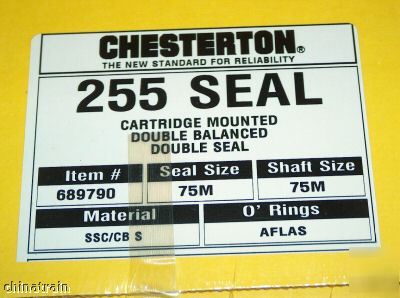 CHESTERTON®
THE NEW STANDARD FOR RELIABILITY
255 SEAL
CARTRIDGE MOUNTED
DOUBLE BALANCED
DOUBLE SEAL
Item # Seal Size Shaft Size
689790 75M 75M
Material O' Rings
SSC/CB S AFLAS
chinatrain